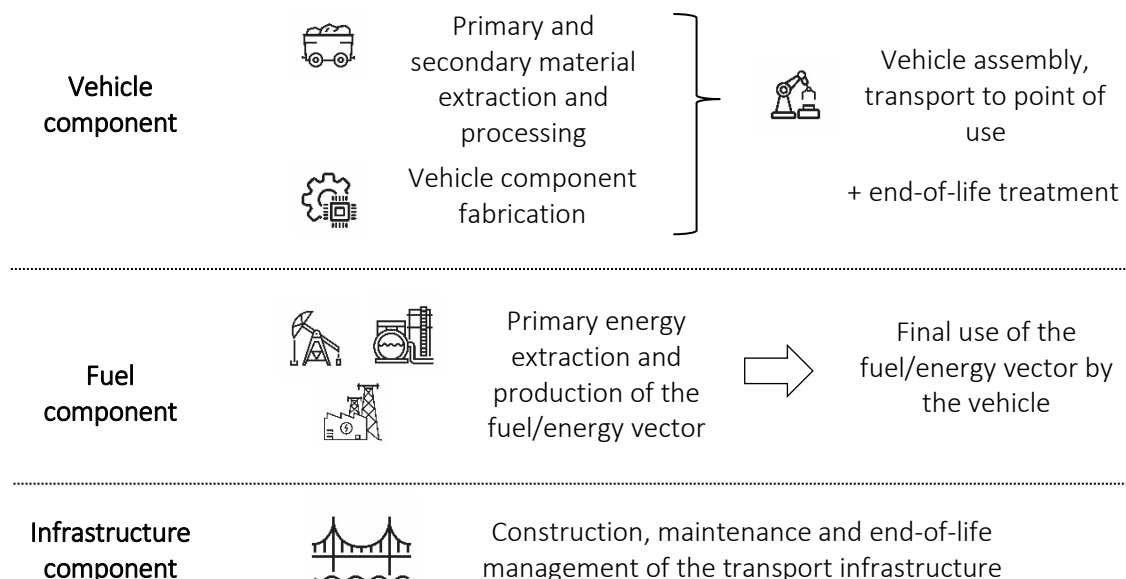 Vehicle
component
Primary and
secondary material
extraction and
processing
Vehicle component
fabrication
Vehicle assembly,
transport to point of
use
+ end-of-life treatment
Fuel
component
Primary energy
extraction and
production of the
fuel/energy vector
Final use of the
fuel/energy vector by
the vehicle
Infrastructure
component
Construction, maintenance and end-of-life
management of the transport infrastructure